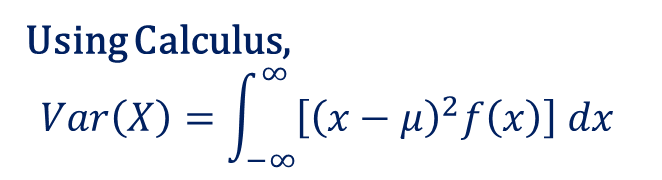 Using Calculus,
Var(X) = ∫_{-∞}^{∞} [(x − μ)² f(x)] dx